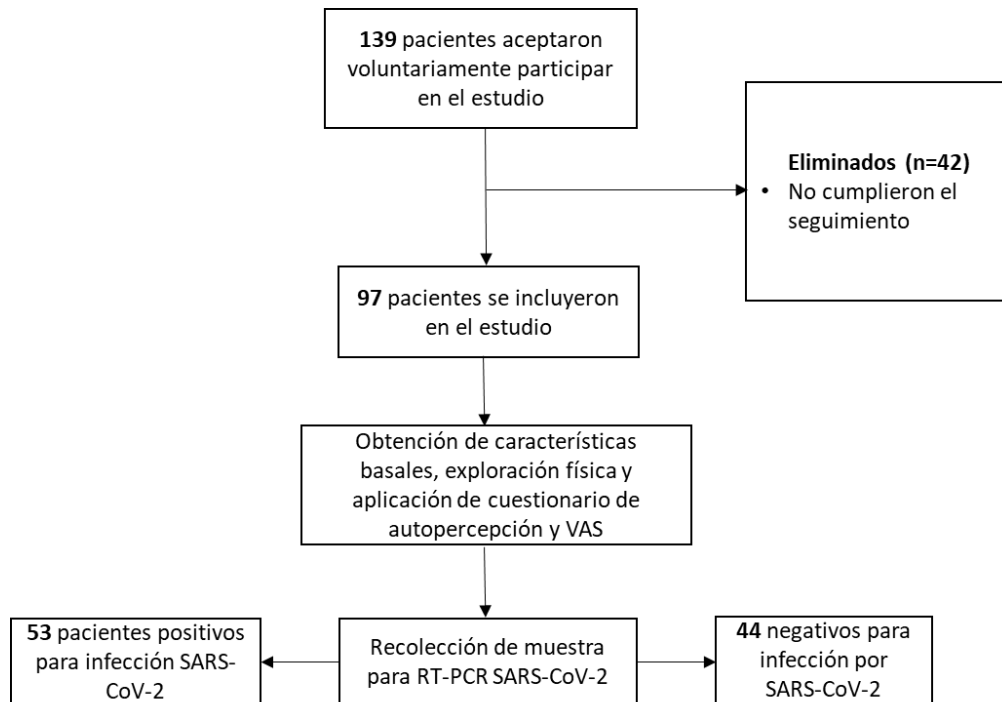 139 pacientes aceptaron
voluntariamente participar
en el estudio
Eliminados (n=42)
• No cumplieron el
seguimiento
97 pacientes se incluyeron
en el estudio
Obtención de características
basales, exploración física y
aplicación de cuestionario de
autopercepción y VAS
53 pacientes positivos
para infección SARS-
CoV-2
Recolección de muestra
para RT-PCR SARS-CoV-2
44 negativos para
infección por
SARS-CoV-2